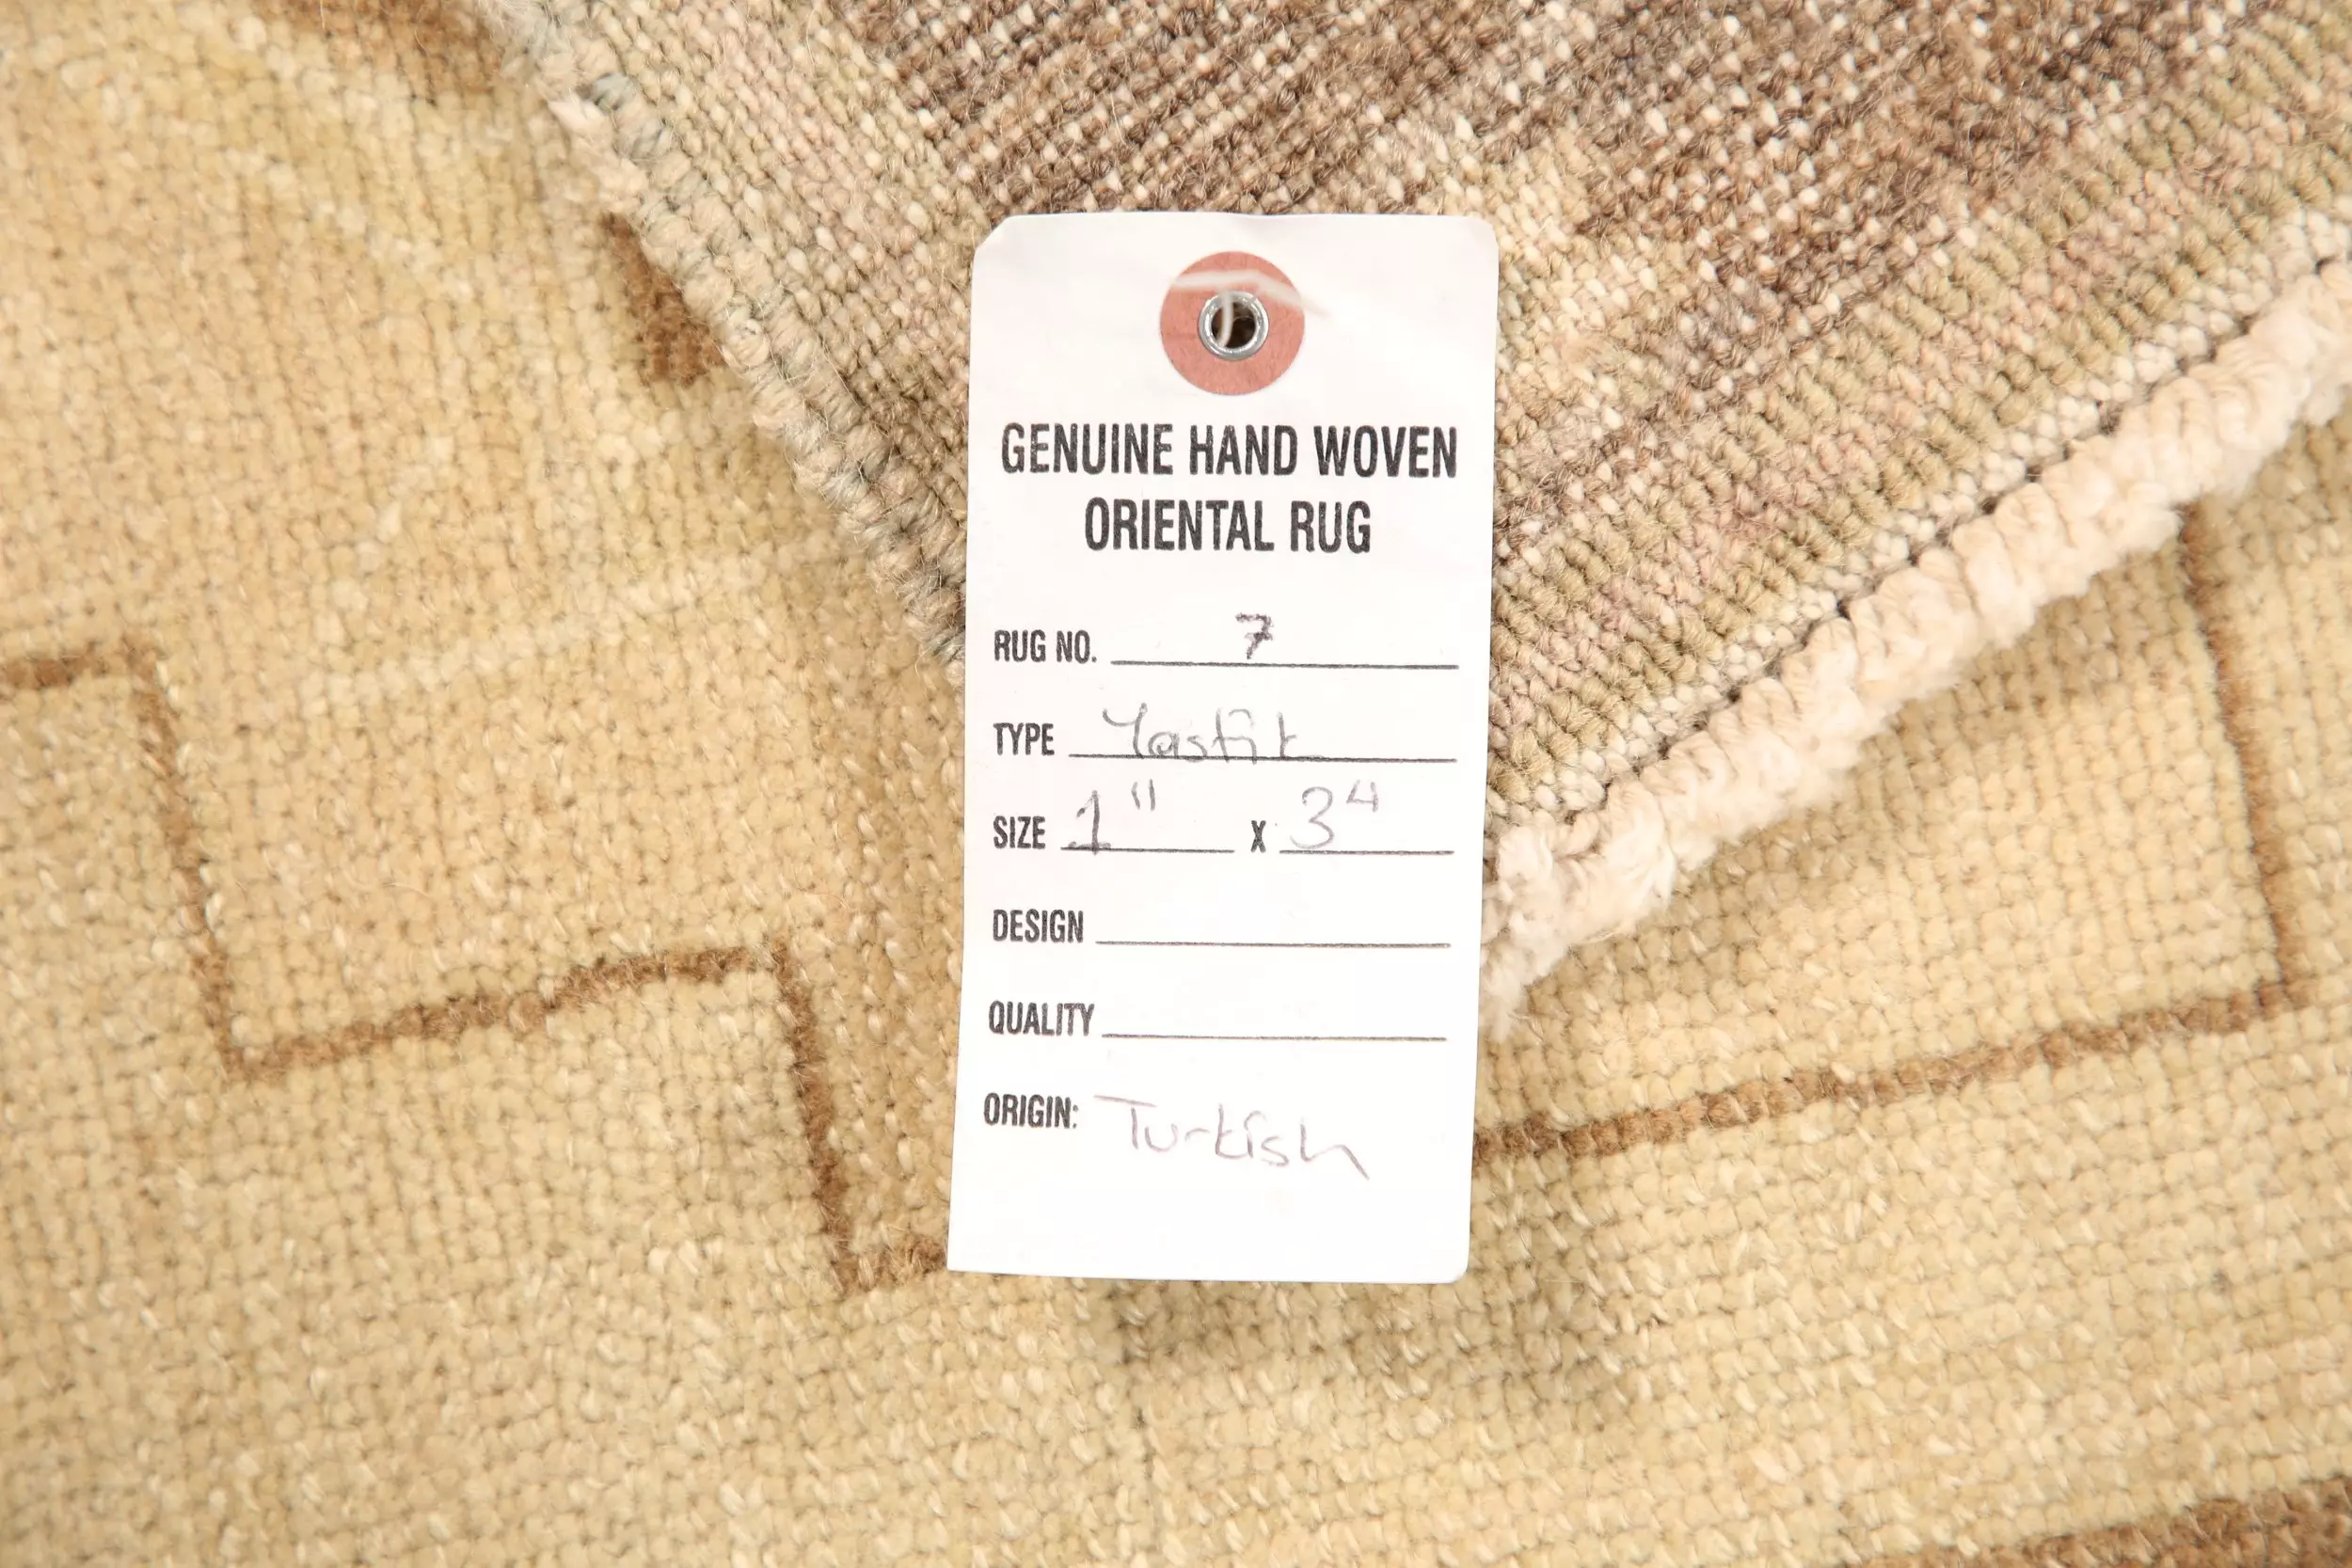 GENUINE HAND WOVEN
ORIENTAL RUG
RUG NO. 7
TYPE Yastik
SIZE 1" x 3⁴
DESIGN
QUALITY
ORIGIN: Turkish